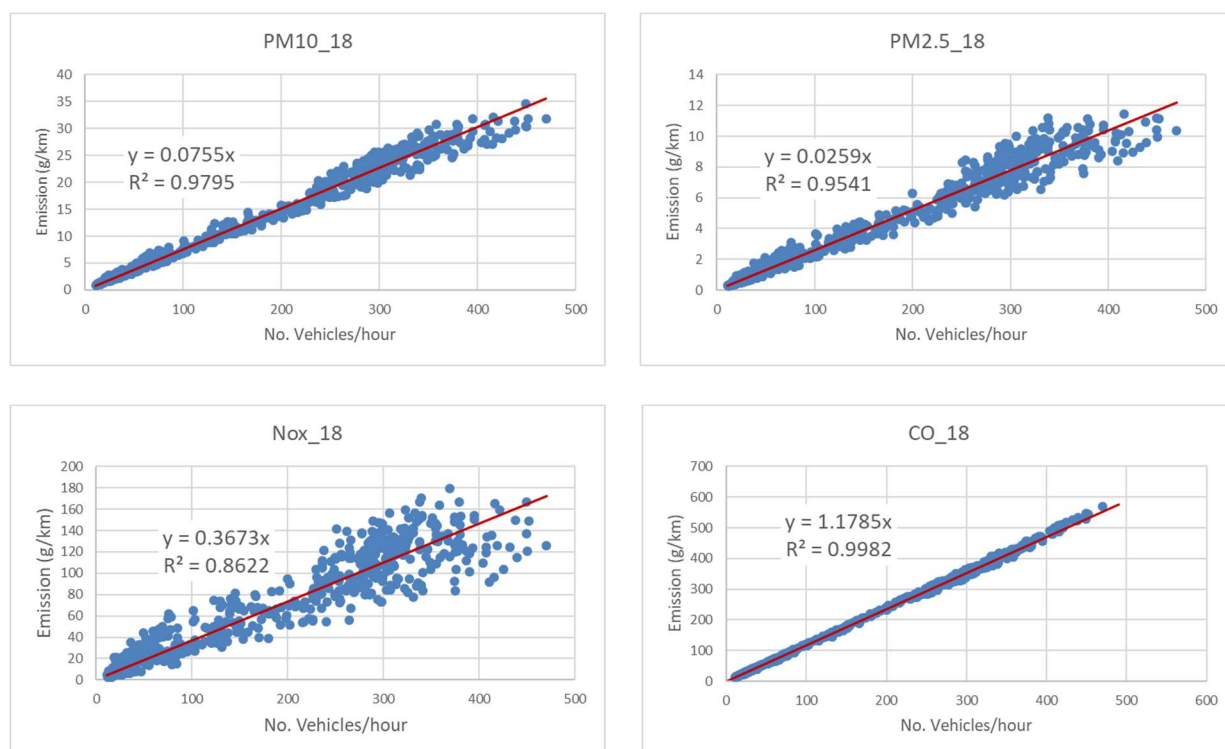 PM10_18
40
35
30
25
20
15
10
5
0
Emission (g/km)
y = 0.0755x
R² = 0.9795
0 100 200 300 400 500
No. Vehicles/hour
PM2.5_18
14
12
10
8
6
4
2
0
Emission (g/km)
y = 0.0259x
R² = 0.9541
0 100 200 300 400 500
No. Vehicles/hour
Nox_18
200
180
160
140
120
100
80
60
40
20
0
Emission (g/km)
y = 0.3673x
R² = 0.8622
0 100 200 300 400 500
No. Vehicles/hour
CO_18
700
600
500
400
300
200
100
0
Emission (g/km)
y = 1.1785x
R² = 0.9982
0 100 200 300 400 500 600
No. Vehicles/hour